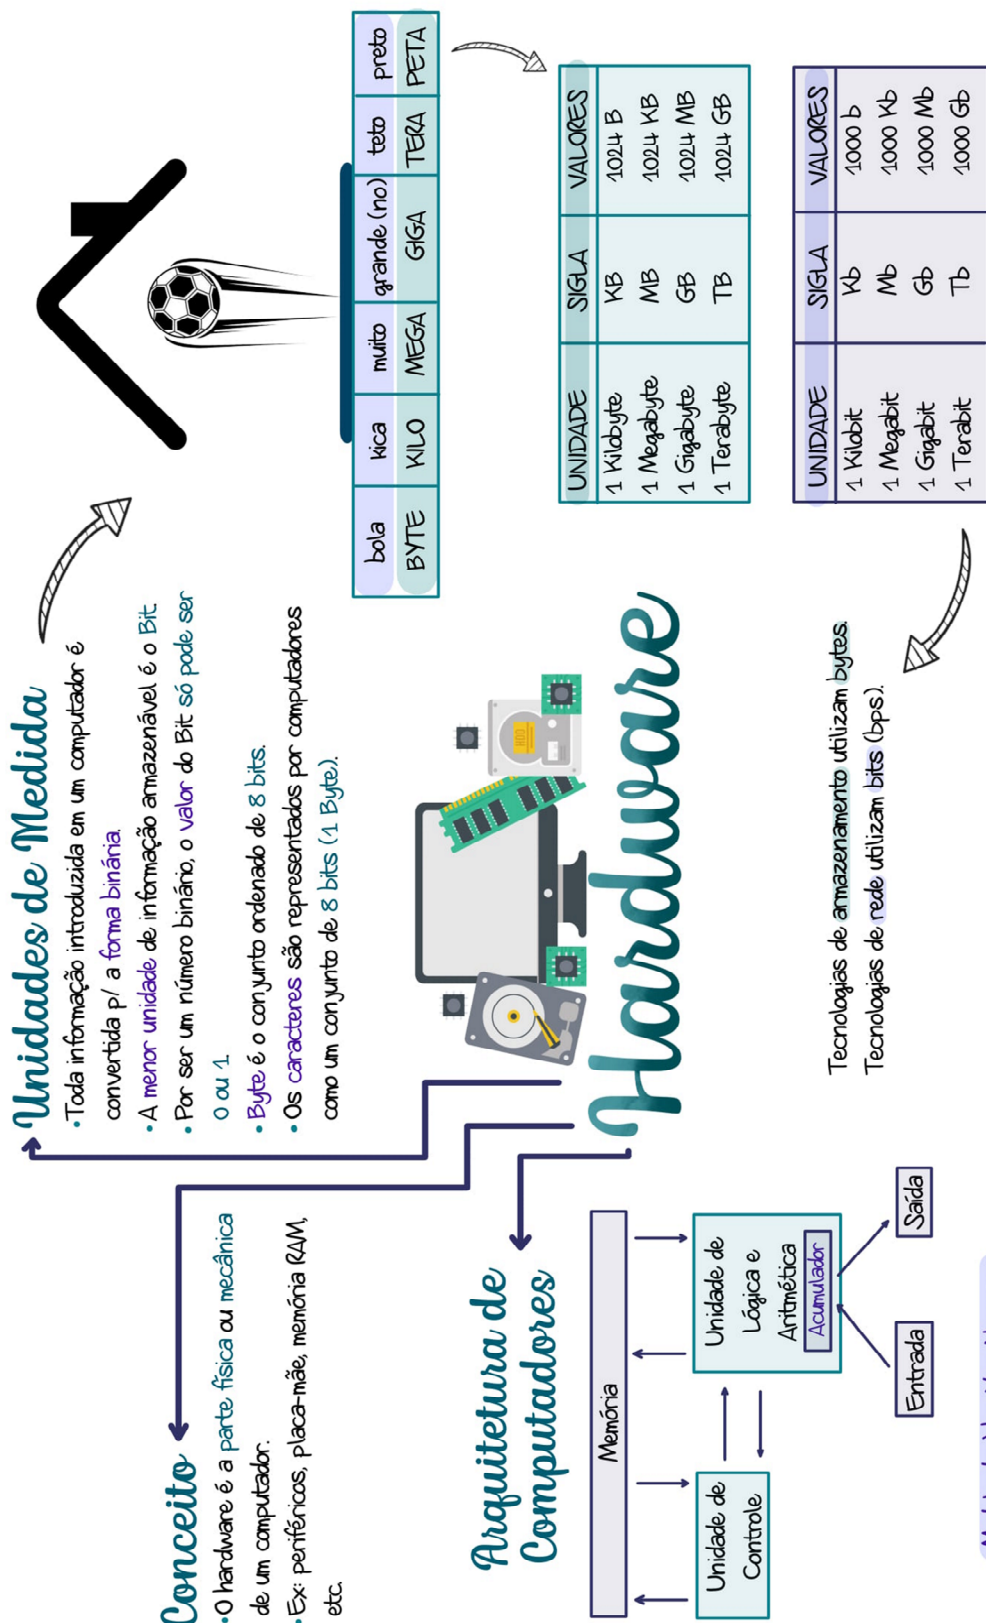 Conceito
• O hardware é a parte física ou mecânica
de um computador.
• Ex: periféricos, placa-mãe, memória RAM,
etc.
Unidades de Medida
• Toda informação introduzida em um computador é
convertida p/ a forma binária.
• A menor unidade de informação armazenável é o Bit.
• Por ser um número binário, o valor do Bit só pode ser
0 ou 1.
• Byte é o conjunto ordenado de 8 bits.
• Os caracteres são representados por computadores
como um conjunto de 8 bits (1 Byte).
bola kica muito grande (no) teto preto
BYTE KILO MEGA GIGA TERA PETA
HDD
Hardware
UNIDADE SIGLA VALORES
1 Kilobyte KB 1024 B
1 Megabyte MB 1024 KB
1 Gigabyte GB 1024 MB
1 Terabyte TB 1024 GB
UNIDADE SIGLA VALORES
1 Kilobit Kb 1000 b
1 Megabit Mb 1000 Kb
1 Gigabit Gb 1000 Mb
1 Terabit Tb 1000 Gb
Tecnologias de armazenamento utilizam bytes.
Tecnologias de rede utilizam bits (bps).
Arquitetura de
Computadores
Memória
Unidade de
Controle
Unidade de
Lógica e
Aritmética
Acumulador
Entrada
Saída